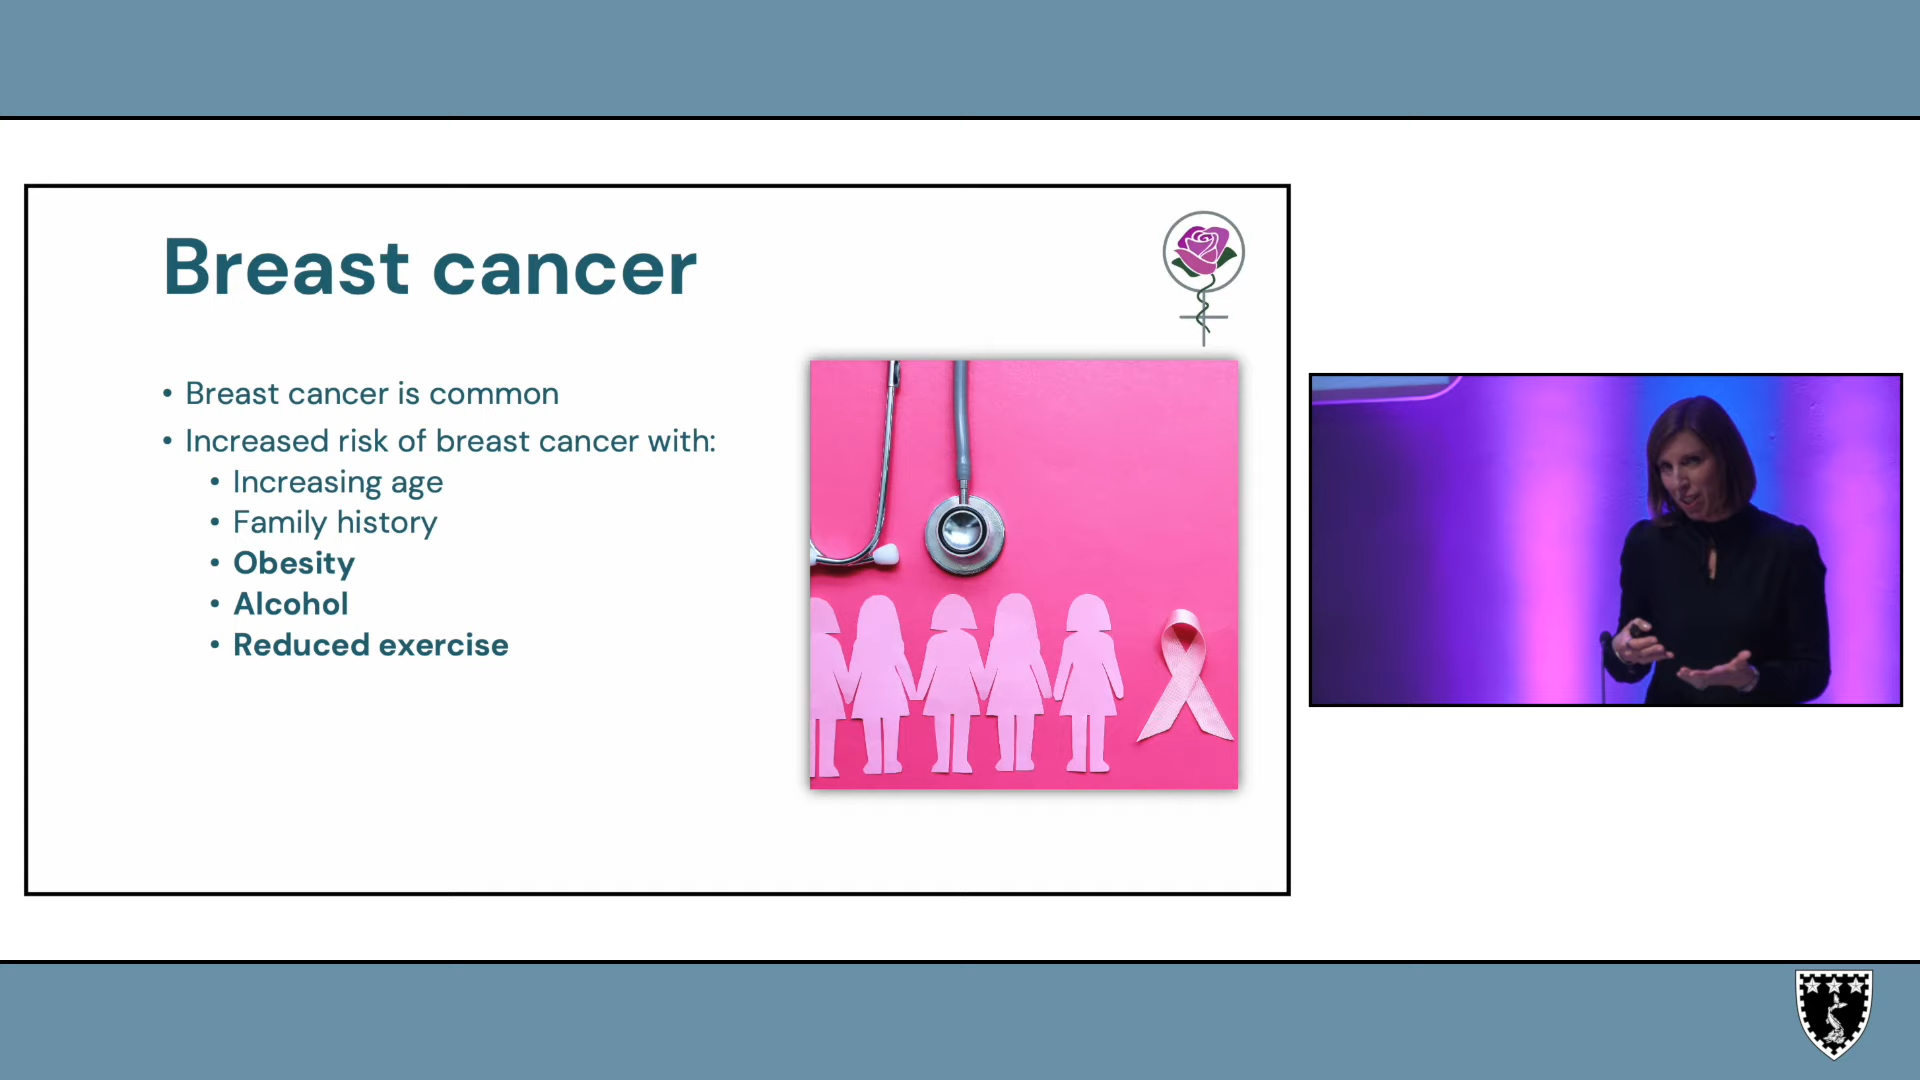 Breast cancer
• Breast cancer is common
• Increased risk of breast cancer with:
• Increasing age
• Family history
• Obesity
• Alcohol
• Reduced exercise